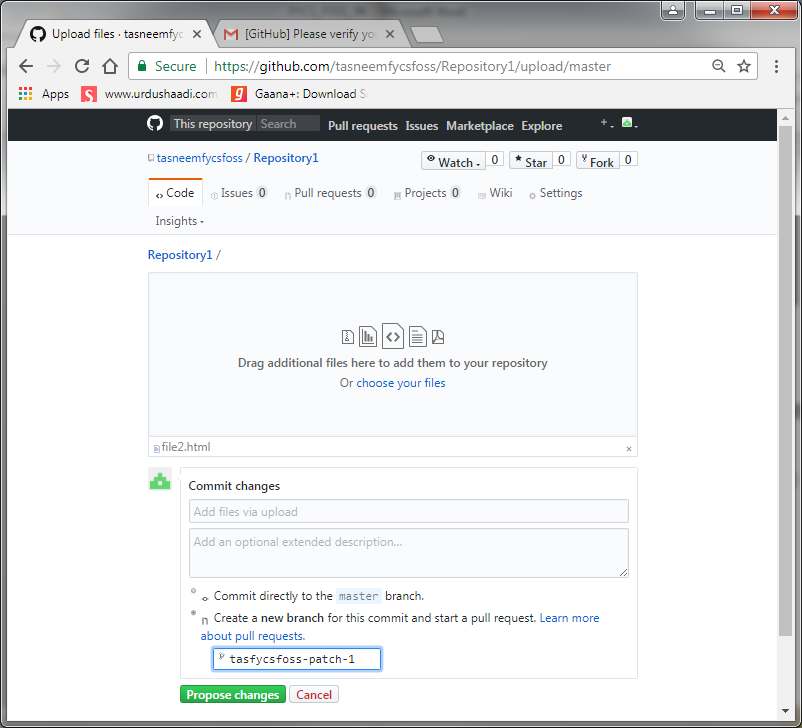 Upload files · tasneemfyc
[GitHub] Please verify yo
Secure
https://github.com/tasneemfycsfoss/Repository1/upload/master
Apps
www.urdushaadi.com
Gaana+: Download S
This repository
Search
Pull requests
Issues
Marketplace
Explore
tasneemfycsfoss / Repository1
Watch
0
Star
0
Fork
0
Code
Issues 0
Pull requests 0
Projects 0
Wiki
Settings
Insights
Repository1 /
Drag additional files here to add them to your repository
Or choose your files
file2.html
Commit changes
Add files via upload
Add an optional extended description...
Commit directly to the master branch.
Create a new branch for this commit and start a pull request. Learn more
about pull requests.
tasfycsfoss-patch-1
Propose changes
Cancel